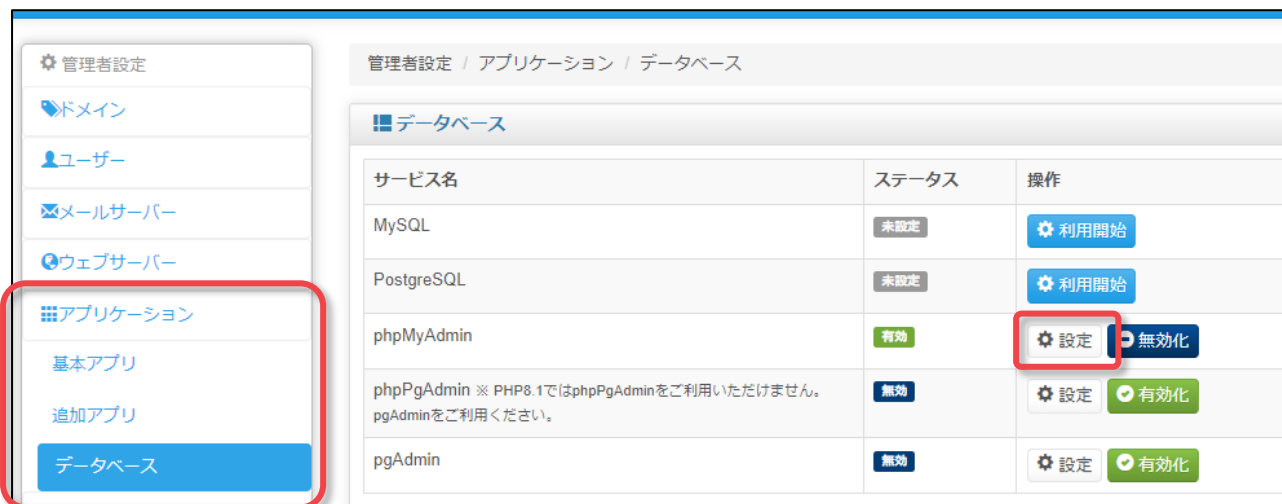 管理者設定
ドメイン
ユーザー
メールサーバー
ウェブサーバー
アプリケーション
基本アプリ
追加アプリ
データベース
管理者設定 / アプリケーション / データベース
データベース
サービス名 ステータス 操作
MySQL 未設定 利用開始
PostgreSQL 未設定 利用開始
phpMyAdmin 有効 設定 無効化
phpPgAdmin ※ PHP8.1ではphpPgAdminをご利用いただけません。 無効 設定 有効化
pgAdminをご利用ください。
pgAdmin 無効 設定 有効化